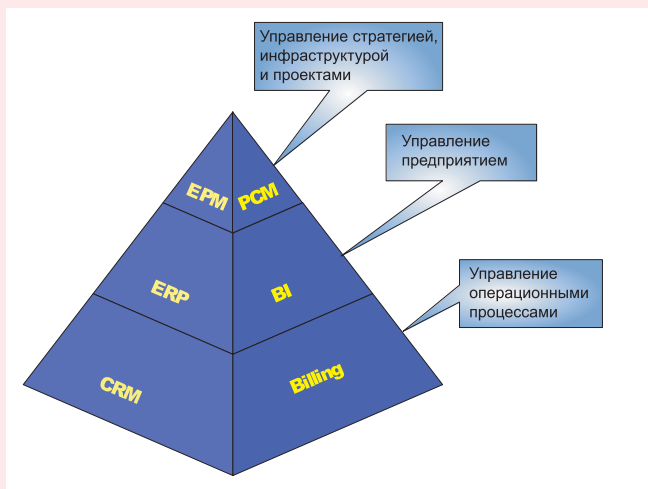 Управление стратегией,
инфраструктурой
и проектами
Управление
предприятием
EPM PCM
Управление
операционными
процессами
ERP BI
CRM Billing